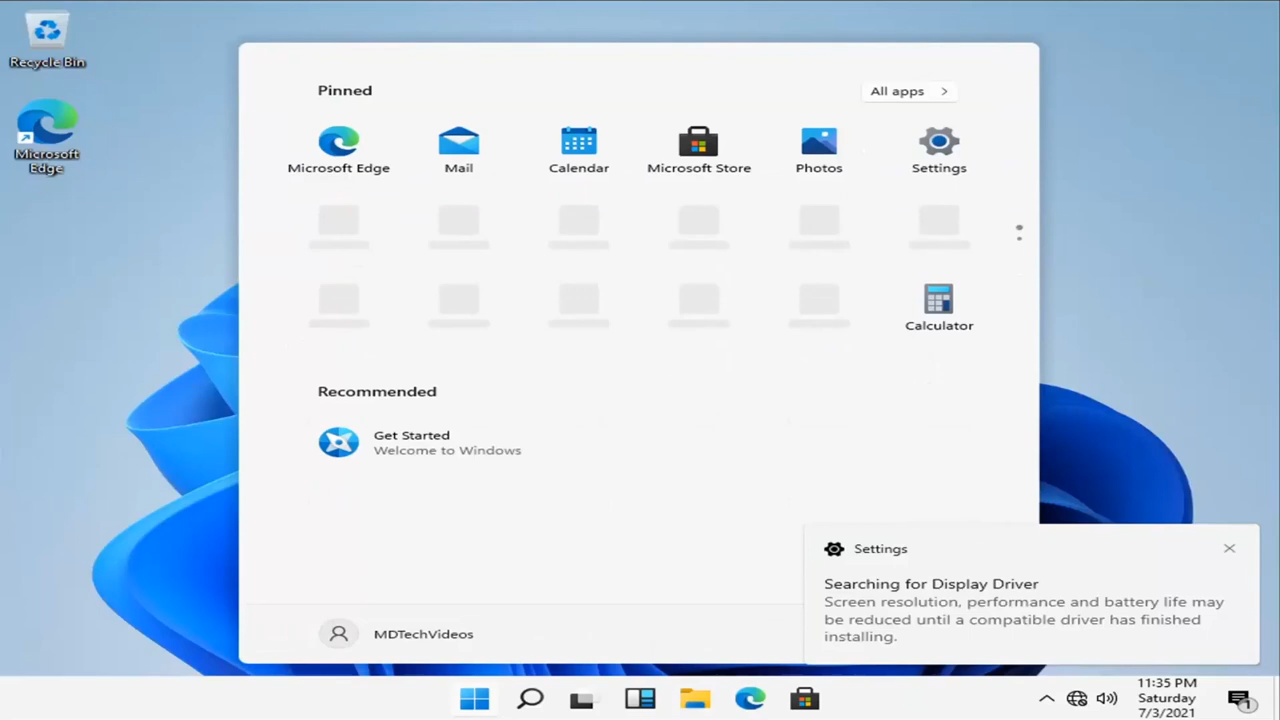 Recycle Bin
Microsoft
Edge
Pinned
All apps
Microsoft Edge
Mail
Calendar
Microsoft Store
Photos
Settings
Calculator
Recommended
Get Started
Welcome to Windows
MDTechVideos
Settings
Searching for Display Driver
Screen resolution, performance and battery life may
be reduced until a compatible driver has finished
installing.
11:35 PM
Saturday
7/3/2021
1